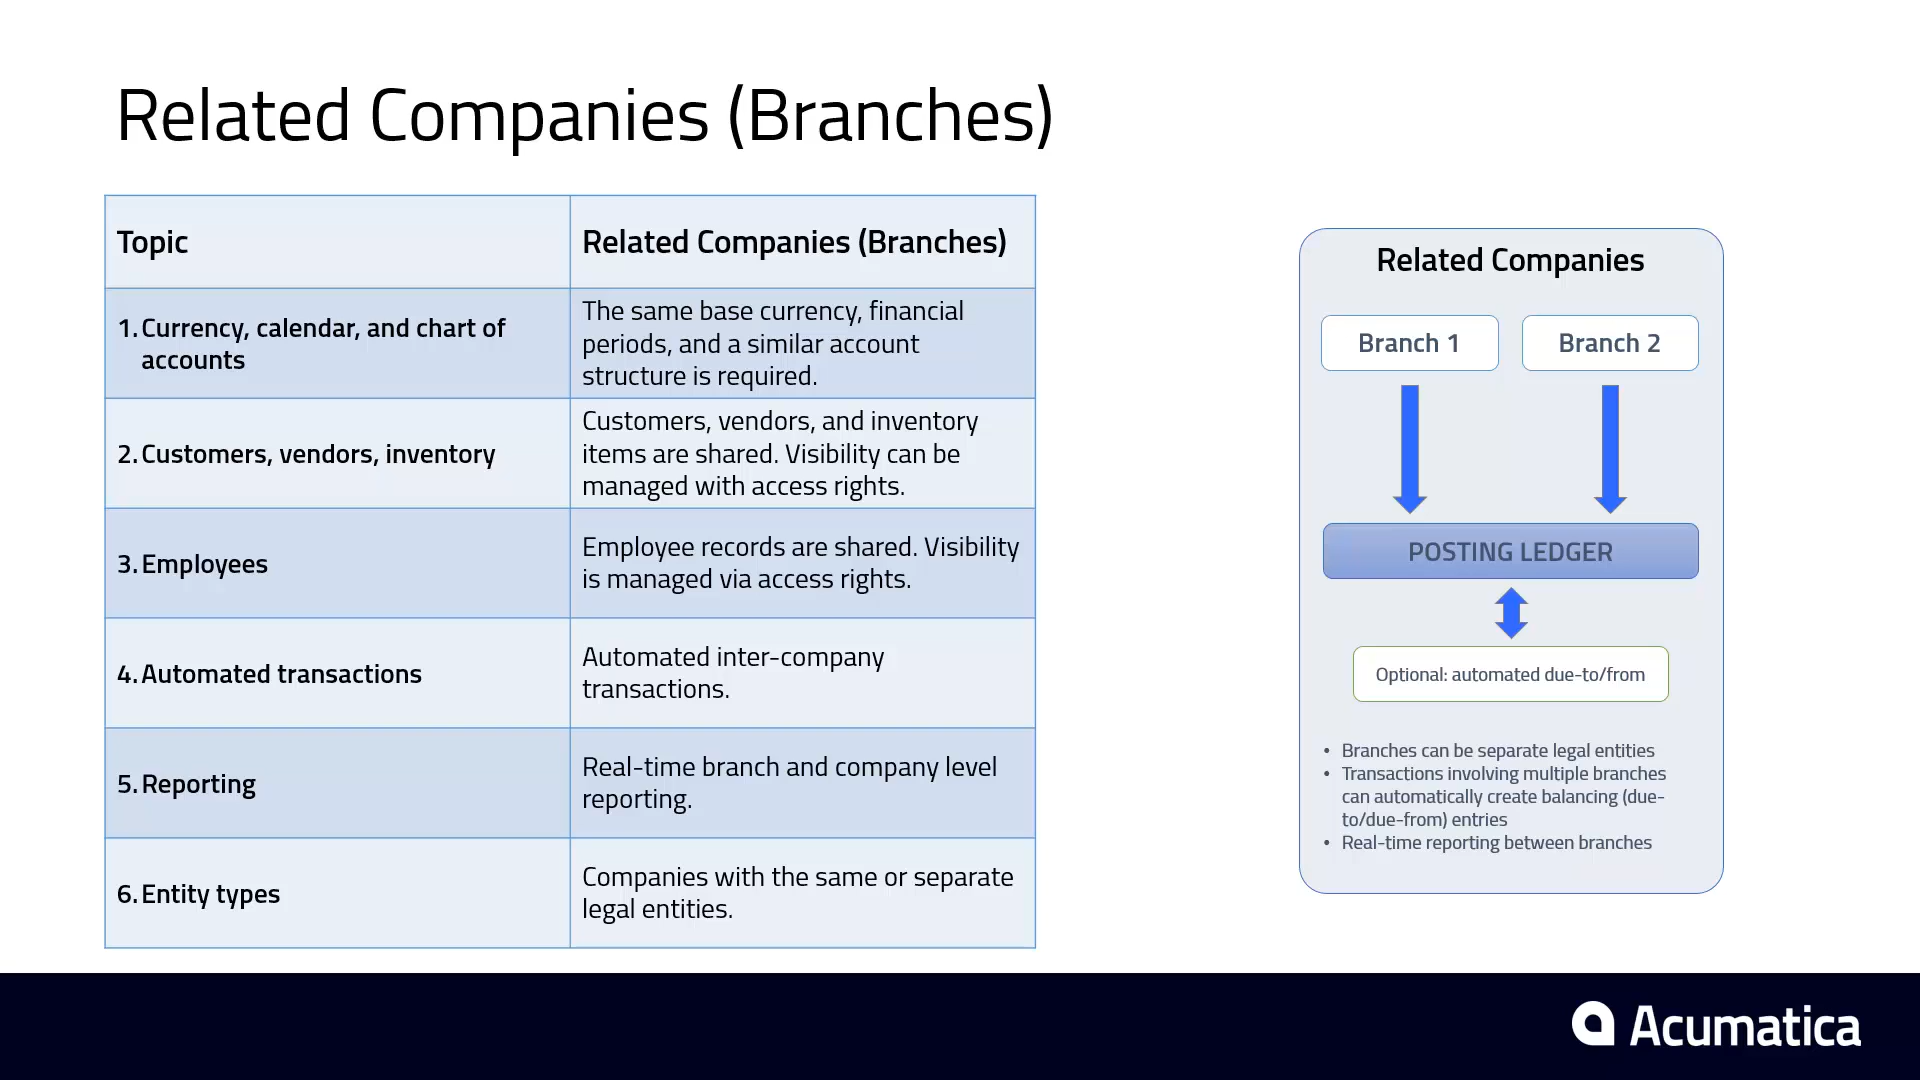 Related Companies (Branches)
Topic
Related Companies (Branches)
1. Currency, calendar, and chart of
accounts
The same base currency, financial
periods, and a similar account
structure is required.
2. Customers, vendors, inventory
Customers, vendors, and inventory
items are shared. Visibility can be
managed with access rights.
3. Employees
Employee records are shared. Visibility
is managed via access rights.
4. Automated transactions
Automated inter-company
transactions.
5. Reporting
Real-time branch and company level
reporting.
6. Entity types
Companies with the same or separate
legal entities.
Related Companies
Branch 1
Branch 2
POSTING LEDGER
Optional: automated due-to/from
• Branches can be separate legal entities
• Transactions involving multiple branches
can automatically create balancing (due-
to/due-from) entries
• Real-time reporting between branches
Acumatica